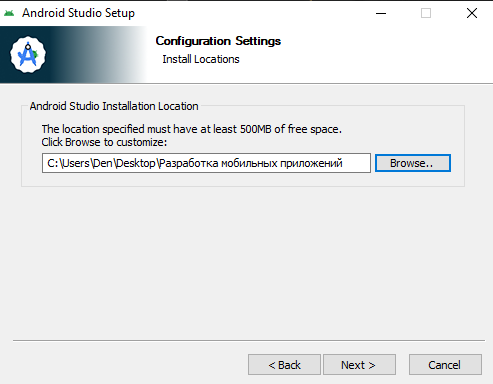 Android Studio Setup
Configuration Settings
Install Locations
Android Studio Installation Location
The location specified must have at least 500MB of free space.
Click Browse to customize:
C:\Users\Den\Desktop\Разработка мобильных приложений
Browse..
< Back
Next >
Cancel